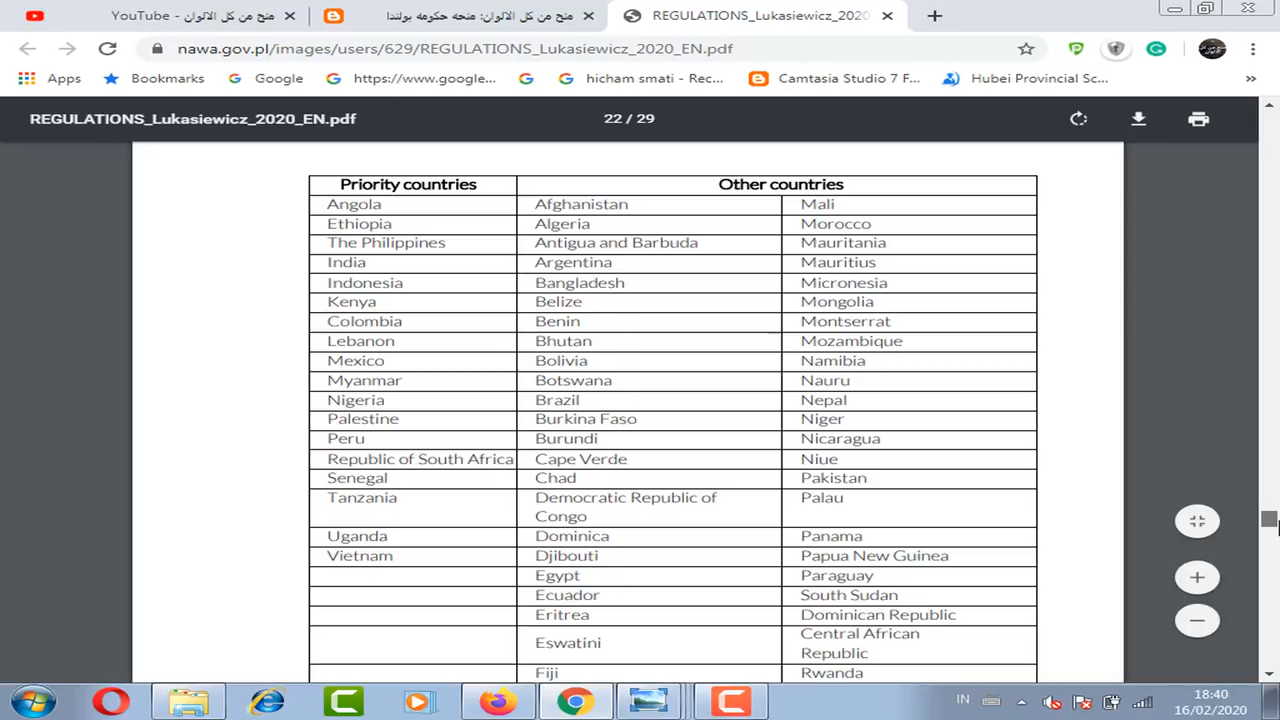 YouTube - منح من كل الالوان
منح من كل الالوان: منحه حكومه بولندا
REGULATIONS_Lukasiewicz_2020
nawa.gov.pl/images/users/629/REGULATIONS_Lukasiewicz_2020_EN.pdf
Apps Bookmarks Google https://www.google... hicham smati - Rec... Camtasia Studio 7 F... Hubei Provincial Sc... »
REGULATIONS_Lukasiewicz_2020_EN.pdf 22 / 29
Priority countries Other countries
Angola Afghanistan Mali
Ethiopia Algeria Morocco
The Philippines Antigua and Barbuda Mauritania
India Argentina Mauritius
Indonesia Bangladesh Micronesia
Kenya Belize Mongolia
Colombia Benin Montserrat
Lebanon Bhutan Mozambique
Mexico Bolivia Namibia
Myanmar Botswana Nauru
Nigeria Brazil Nepal
Palestine Burkina Faso Niger
Peru Burundi Nicaragua
Republic of South Africa Cape Verde Niue
Senegal Chad Pakistan
Tanzania Democratic Republic of Palau
Congo
Uganda Dominica Panama
Vietnam Djibouti Papua New Guinea
Egypt Paraguay
Ecuador South Sudan
Eritrea Dominican Republic
Eswatini Central African
Republic
Fiji Rwanda
IN 18:40
16/02/2020